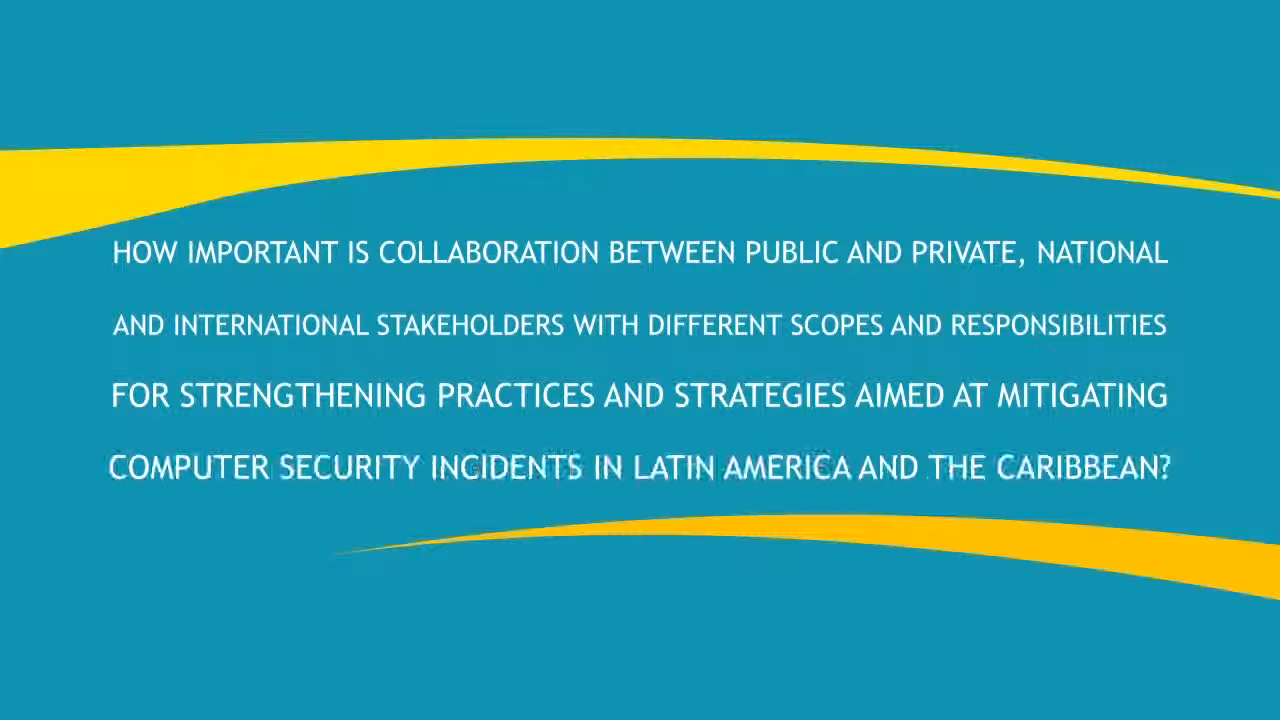 HOW IMPORTANT IS COLLABORATION BETWEEN PUBLIC AND PRIVATE, NATIONAL
AND INTERNATIONAL STAKEHOLDERS WITH DIFFERENT SCOPES AND RESPONSIBILITIES
FOR STRENGTHENING PRACTICES AND STRATEGIES AIMED AT MITIGATING
COMPUTER SECURITY INCIDENTS IN LATIN AMERICA AND THE CARIBBEAN?